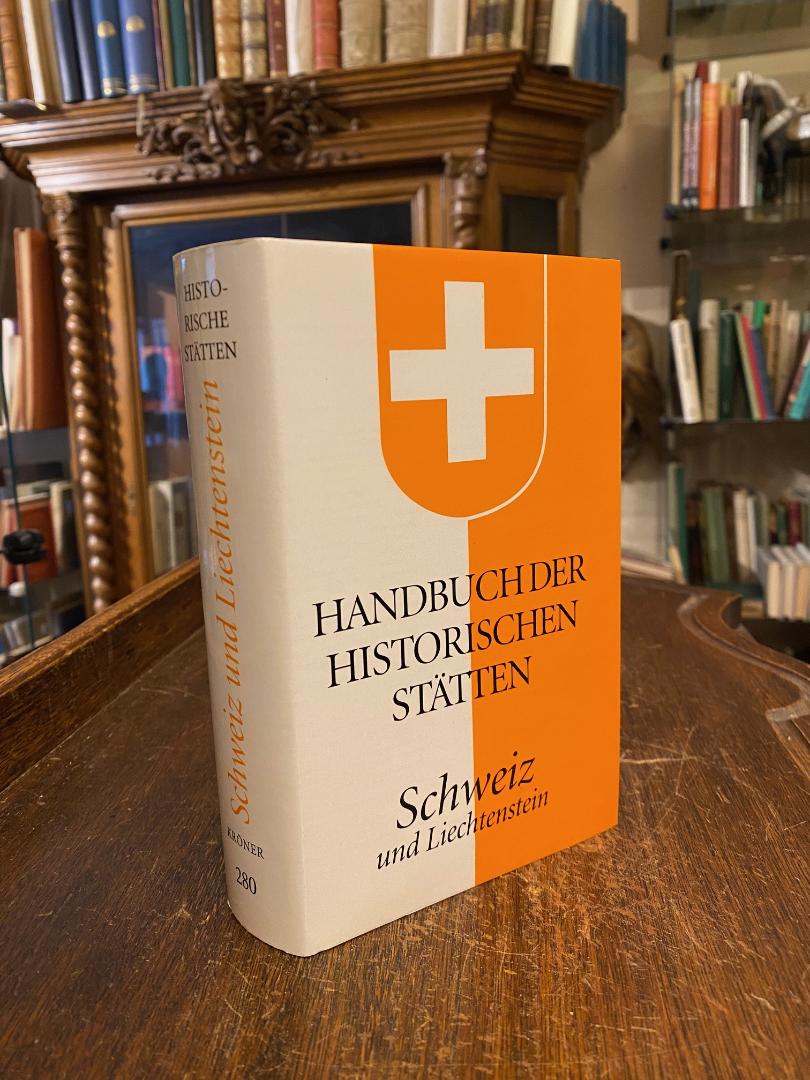 HISTO-
RISCHE
STÄTTEN
Schweiz und Liechtenstein
KRÖNER
280
HANDBUCH DER
HISTORISCHEN
STÄTTEN
Schweiz
und Liechtenstein